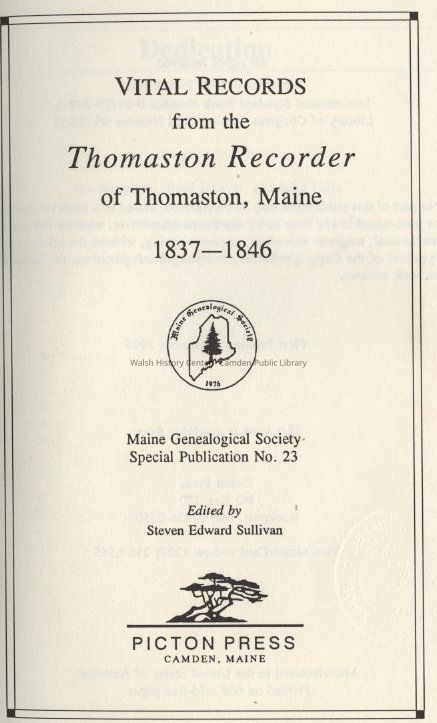 VITAL RECORDS
from the
Thomaston Recorder
of Thomaston, Maine
1837—1846
Maine Genealogical Society
1976
Walsh History Center Camden Public Library
Maine Genealogical Society
Special Publication No. 23
Edited by
Steven Edward Sullivan
PICTON PRESS
CAMDEN, MAINE